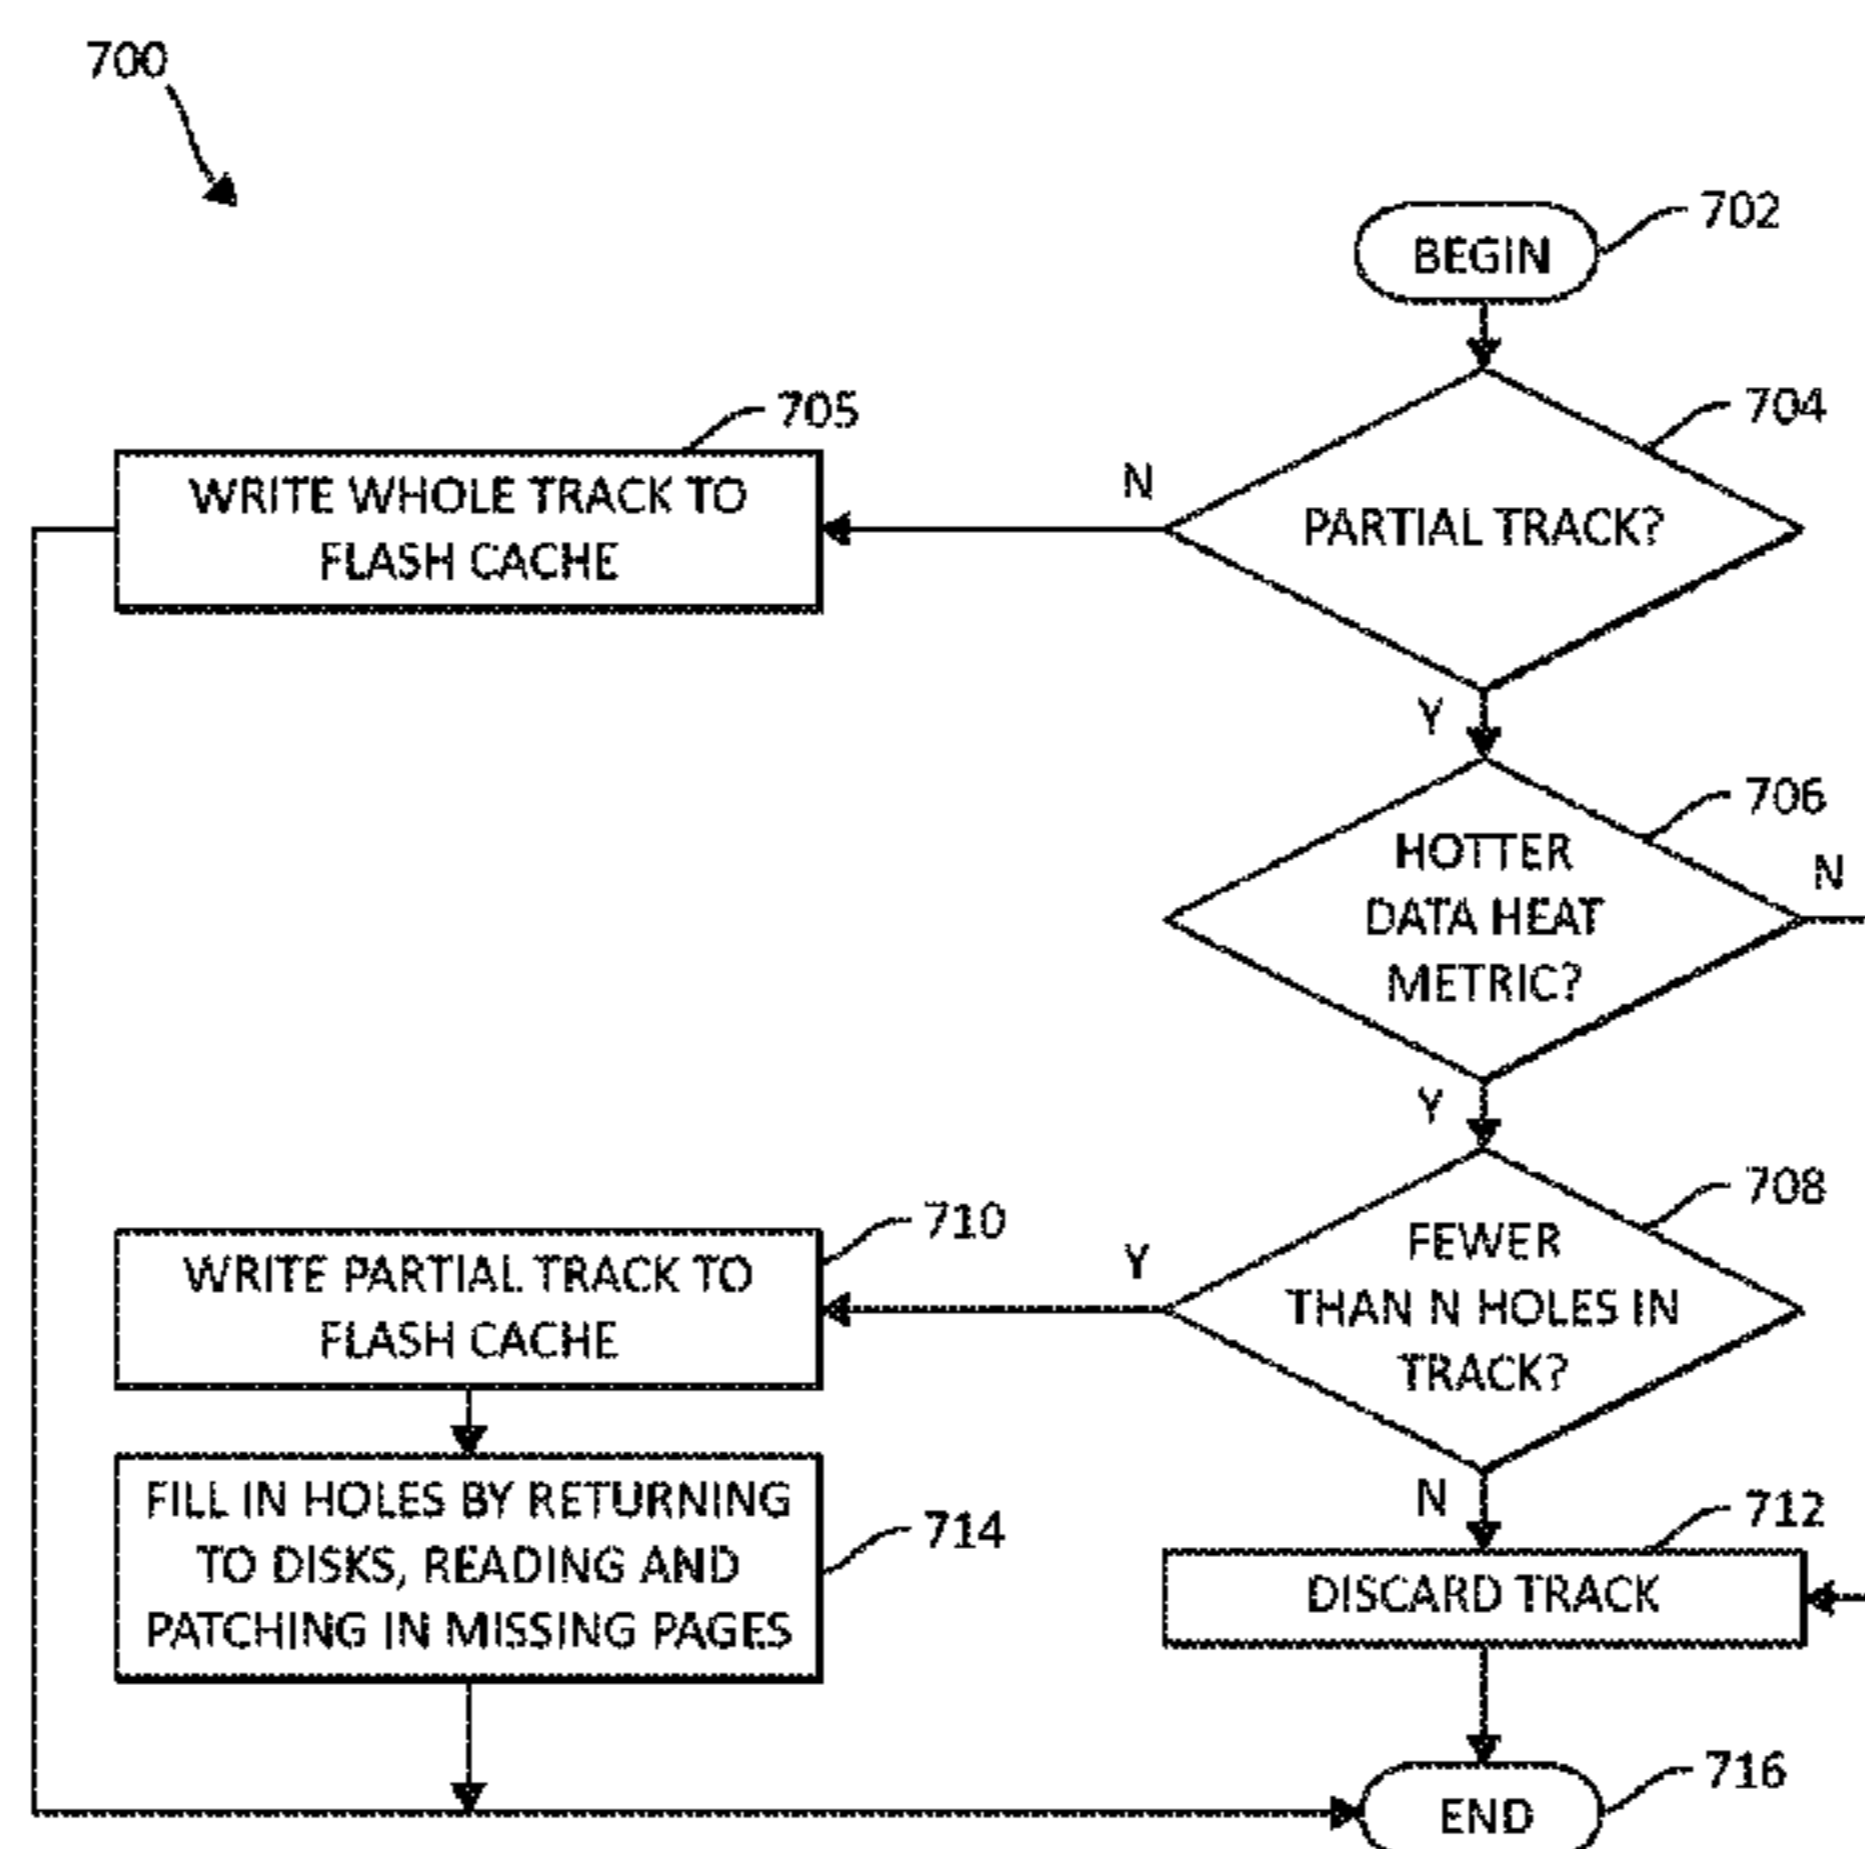 700
702
BEGIN
704
705
N
WRITE WHOLE TRACK TO
FLASH CACHE
PARTIAL TRACK?
Y
706
HOTTER
DATA HEAT
METRIC?
N
Y
708
710
FEWER
THAN N HOLES IN
TRACK?
Y
WRITE PARTIAL TRACK TO
FLASH CACHE
N
712
FILL IN HOLES BY RETURNING
TO DISKS, READING AND
PATCHING IN MISSING PAGES
714
DISCARD TRACK
716
END